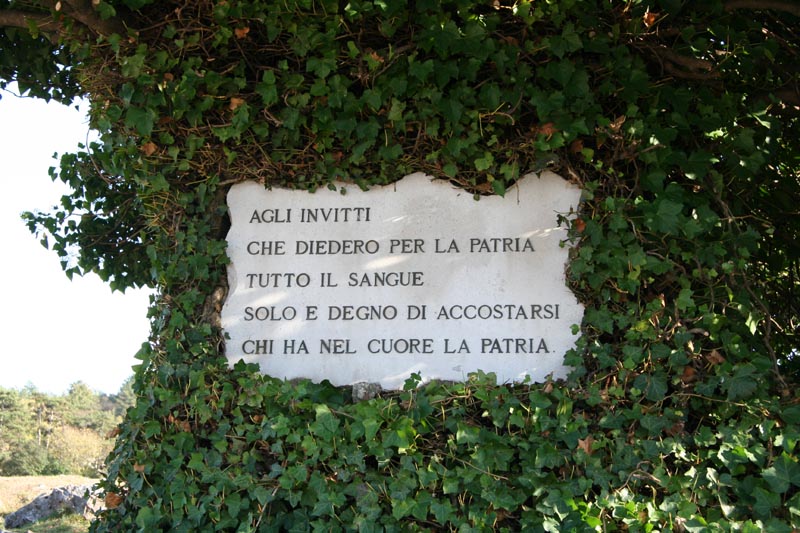 AGLI INVITTI
CHE DIEDERO PER LA PATRIA
TUTTO IL SANGUE
SOLO E DEGNO DI ACCOSTARSI
CHI HA NEL CUORE LA PATRIA.